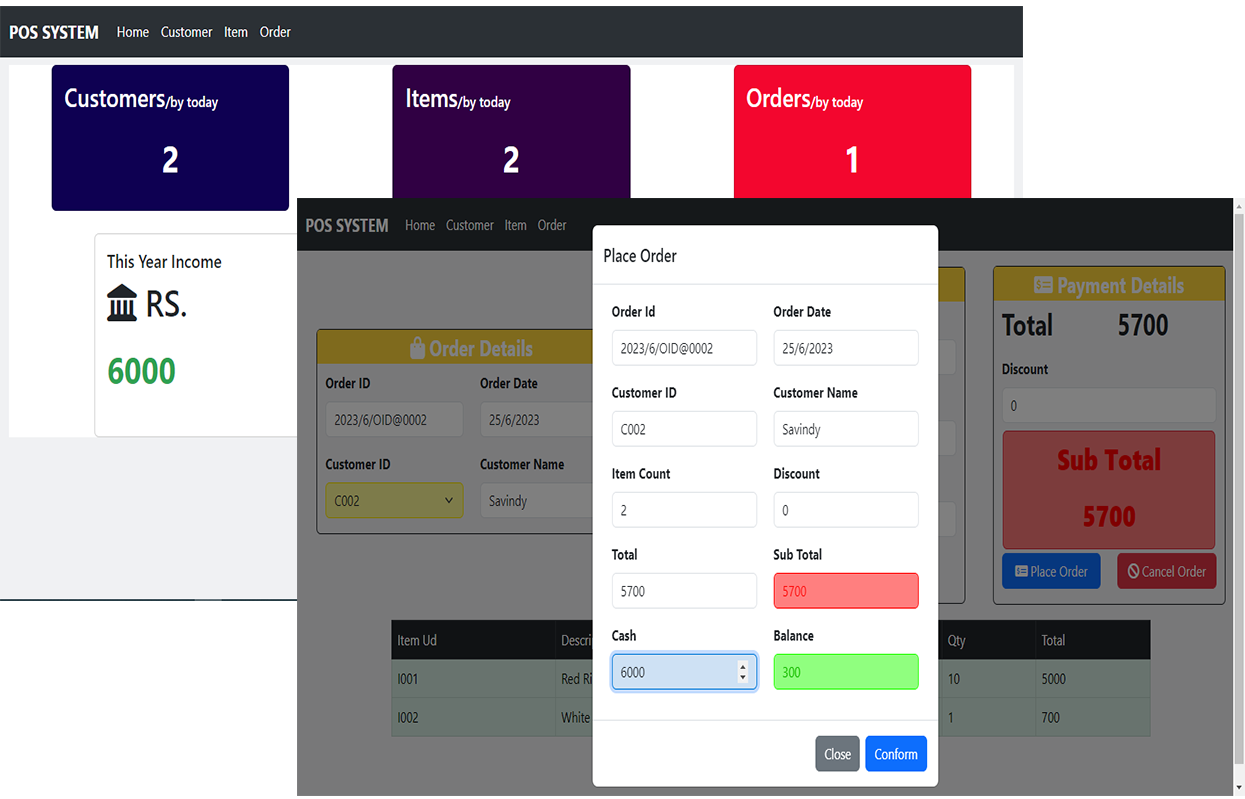 POS SYSTEM Home Customer Item Order
Customers/by today
2
Items/by today
2
Orders/by today
1
This Year Income
RS.
6000
POS SYSTEM Home Customer Item Order
Order Details
Order ID Order Date
2023/6/OID@0002 25/6/2023
Customer ID Customer Name
C002 Savindy
Place Order
Order Id Order Date
2023/6/OID@0002 25/6/2023
Customer ID Customer Name
C002 Savindy
Item Count Discount
2 0
Total Sub Total
5700 5700
Cash Balance
6000 300
Close Conform
Payment Details
Total 5700
Discount
0
Sub Total
5700
Place Order Cancel Order
Item Ud Descri Qty Total
I001 Red Ri 10 5000
I002 White 1 700